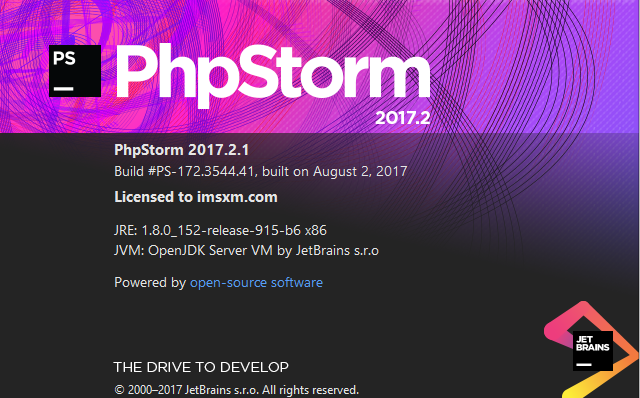 PS
PhpStorm
2017.2
PhpStorm 2017.2.1
Build #PS-172.3544.41, built on August 2, 2017
Licensed to imsxm.com
JRE: 1.8.0_152-release-915-b6 x86
JVM: OpenJDK Server VM by JetBrains s.r.o
Powered by open-source software
JET
BRAINS
THE DRIVE TO DEVELOP
© 2000–2017 JetBrains s.r.o. All rights reserved.